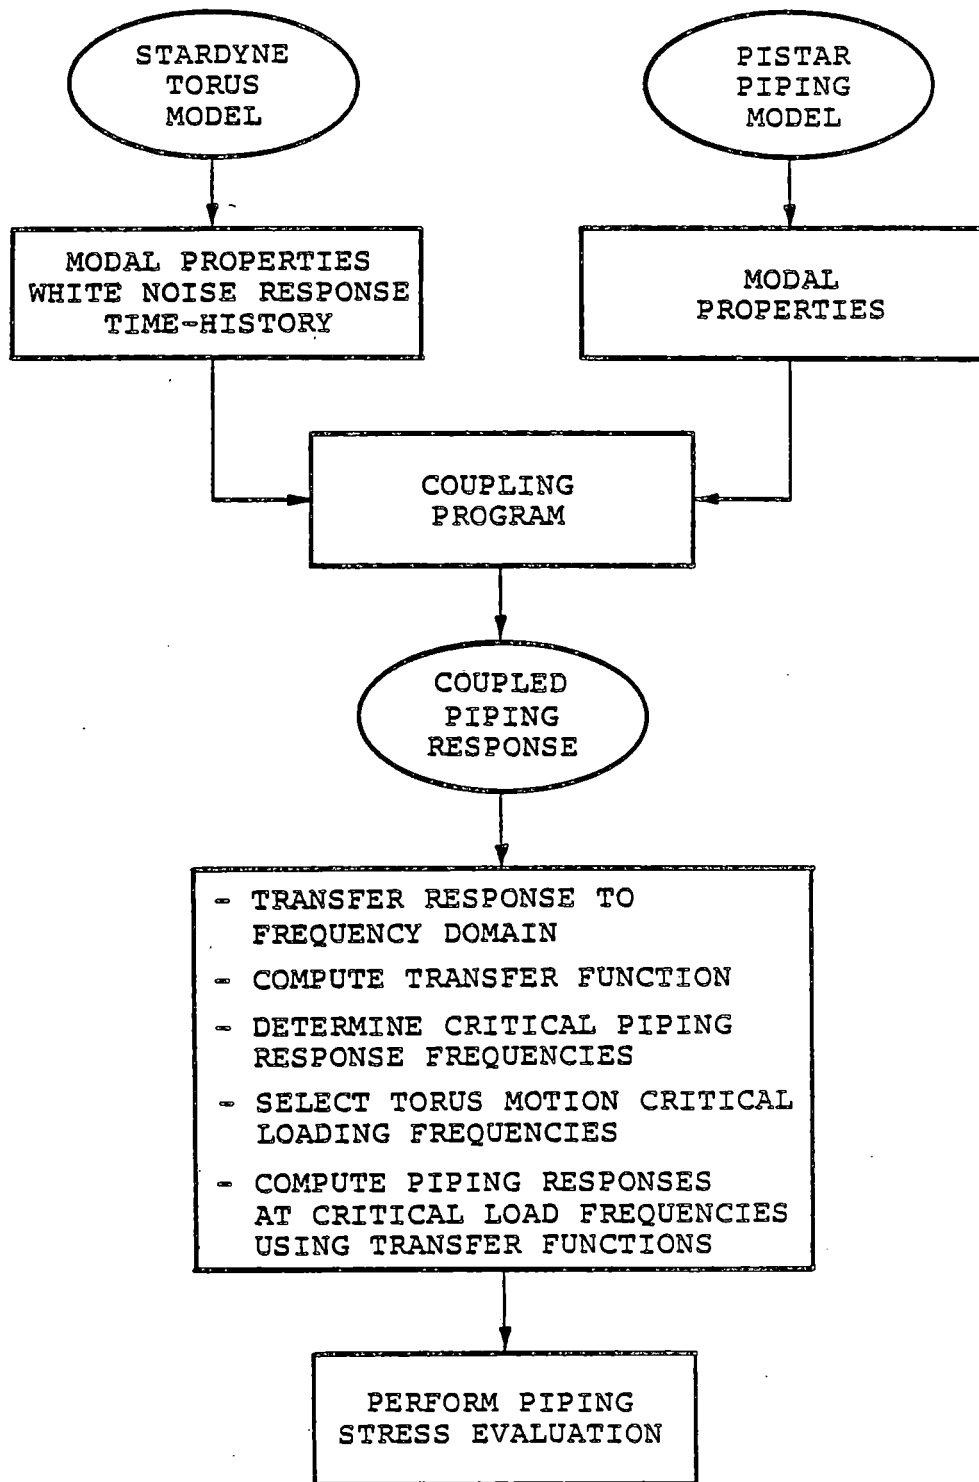 STARDYNE
TORUS
MODEL
PISTAR
PIPING
MODEL
MODAL PROPERTIES
WHITE NOISE RESPONSE
TIME-HISTORY
MODAL
PROPERTIES
COUPLING
PROGRAM
COUPLED
PIPING
RESPONSE
- TRANSFER RESPONSE TO
FREQUENCY DOMAIN
- COMPUTE TRANSFER FUNCTION
- DETERMINE CRITICAL PIPING
RESPONSE FREQUENCIES
- SELECT TORUS MOTION CRITICAL
LOADING FREQUENCIES
- COMPUTE PIPING RESPONSES
AT CRITICAL LOAD FREQUENCIES
USING TRANSFER FUNCTIONS
PERFORM PIPING
STRESS EVALUATION